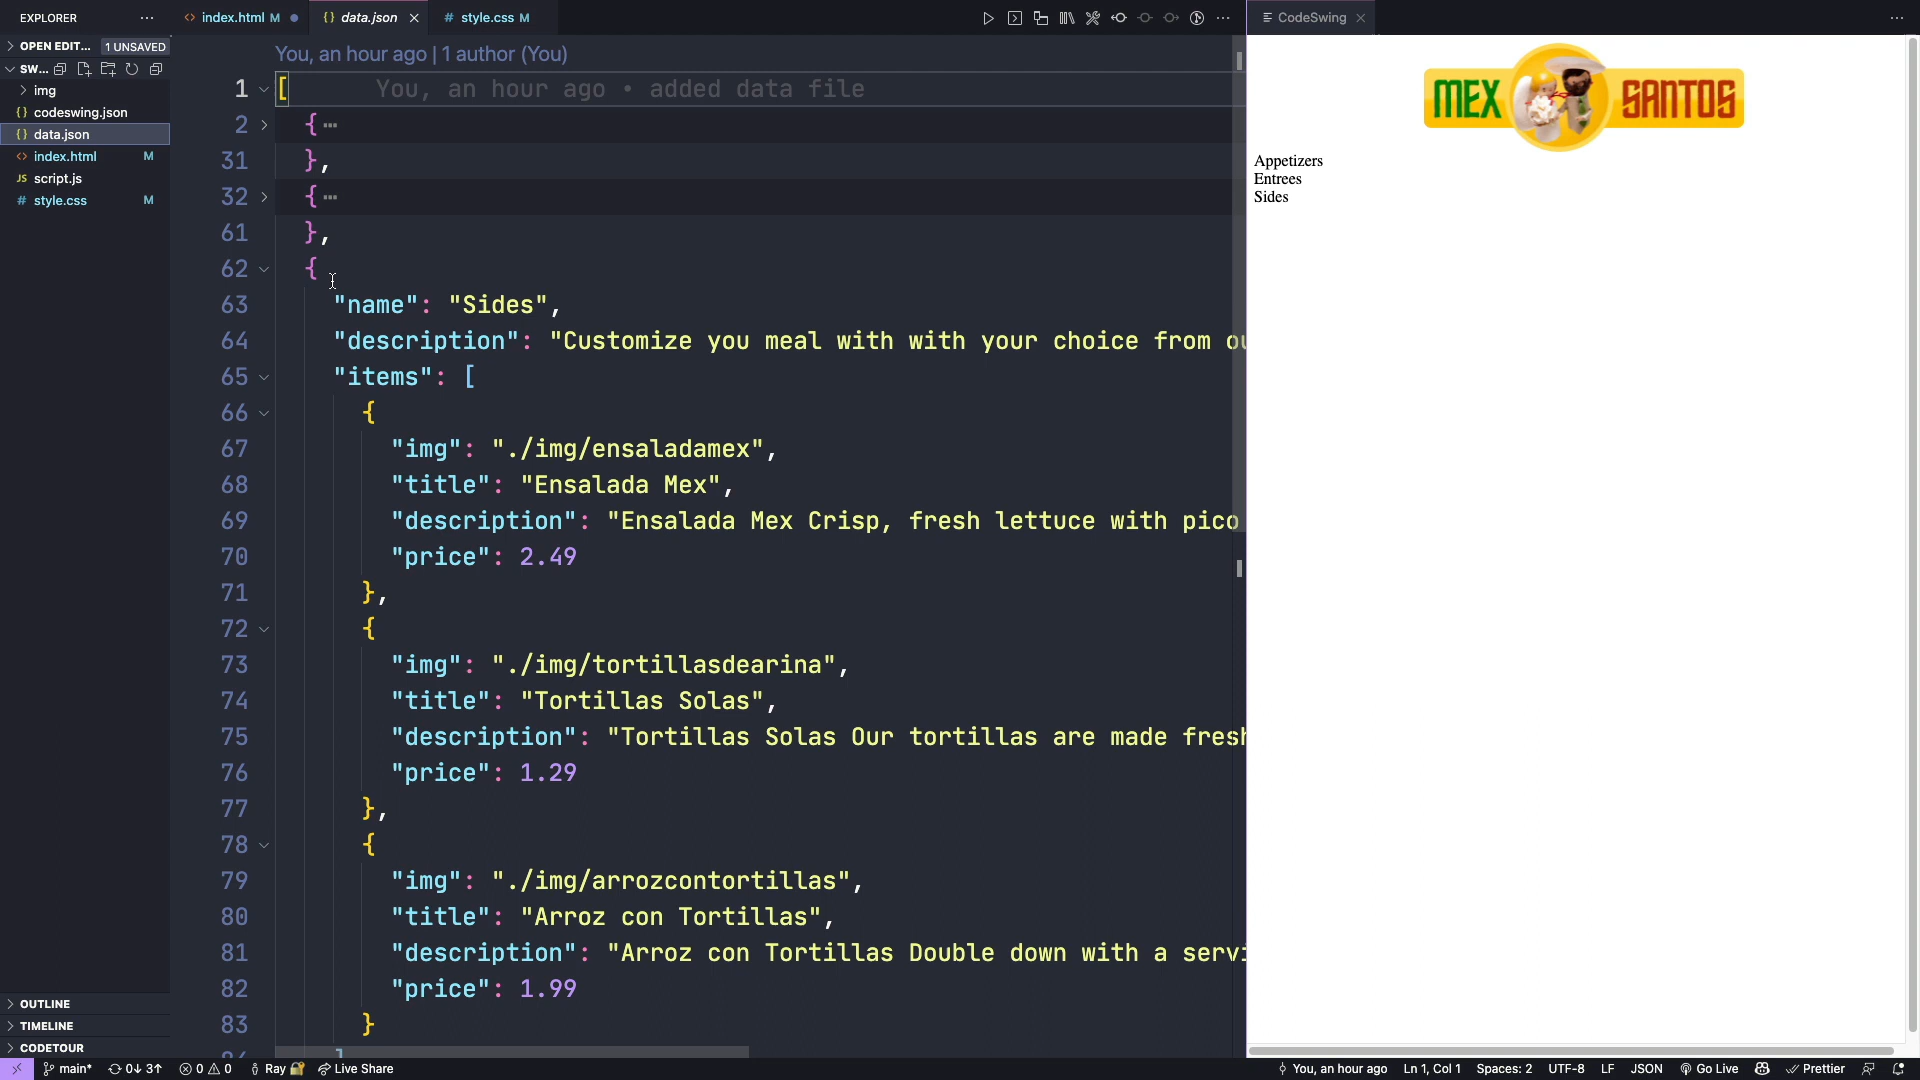 EXPLORER
OPEN EDIT... 1 UNSAVED
SW...
img
codeswing.json
data.json
index.html M
script.js
style.css M
OUTLINE
TIMELINE
CODETOUR
index.html M
data.json
style.css M
You, an hour ago | 1 author (You)
1 [ You, an hour ago • added data file
2 { ...
31 },
32 { ...
61 },
62 {
63 "name": "Sides",
64 "description": "Customize you meal with with your choice from ou
65 "items": [
66 {
67 "img": "./img/ensaladamex",
68 "title": "Ensalada Mex",
69 "description": "Ensalada Mex Crisp, fresh lettuce with pico
70 "price": 2.49
71 },
72 {
73 "img": "./img/tortillasdearina",
74 "title": "Tortillas Solas",
75 "description": "Tortillas Solas Our tortillas are made fresh
76 "price": 1.29
77 },
78 {
79 "img": "./img/arrozcontortillas",
80 "title": "Arroz con Tortillas",
81 "description": "Arroz con Tortillas Double down with a servi
82 "price": 1.99
83 }
84 ]
CodeSwing
MEX SANTOS
Appetizers
Entrees
Sides
main* 0↓ 3↑ 0 0 Ray Live Share
You, an hour ago Ln 1, Col 1 Spaces: 2 UTF-8 LF JSON Go Live Prettier